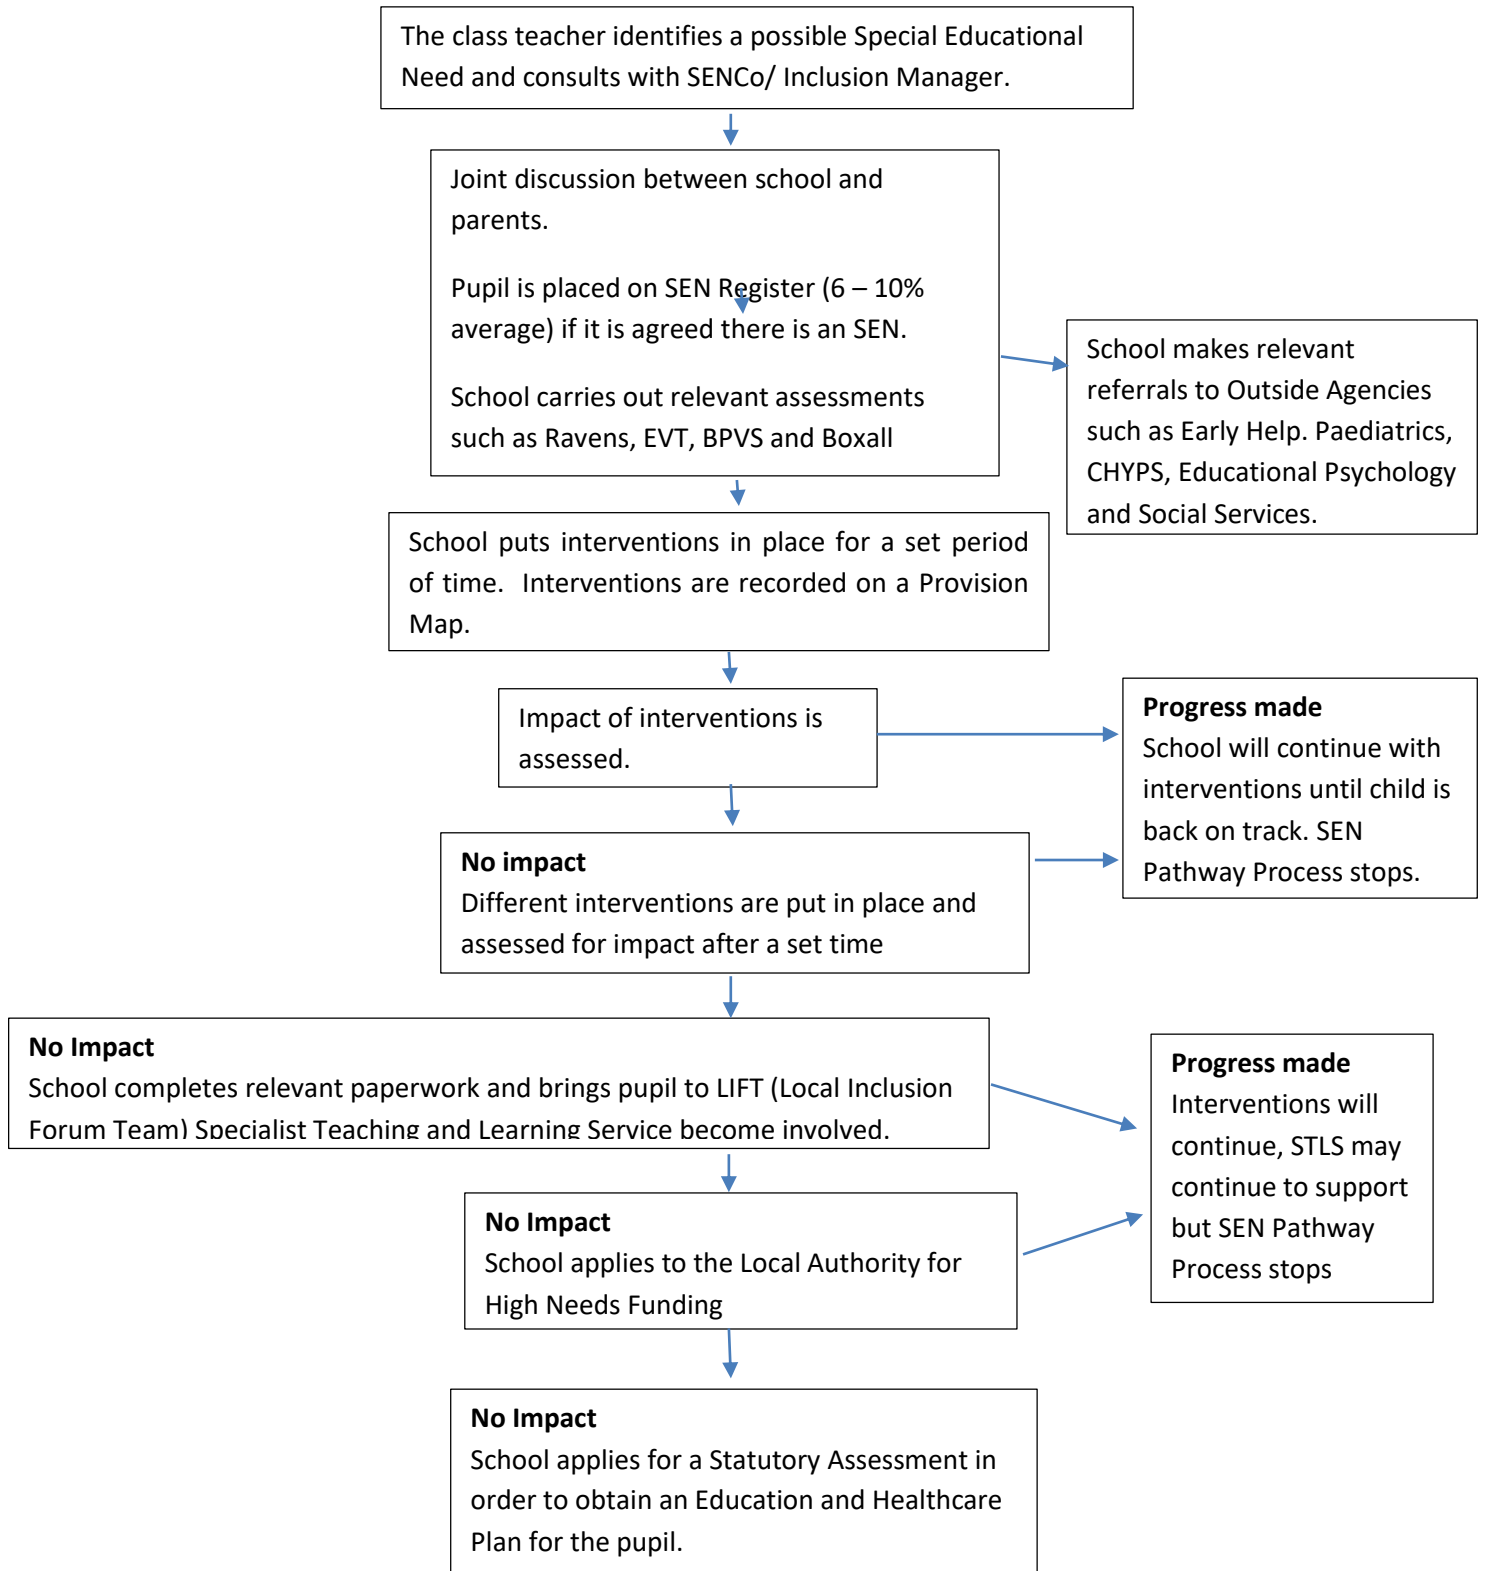 The class teacher identifies a possible Special Educational
Need and consults with SENCo/ Inclusion Manager.
Joint discussion between school and
parents.
Pupil is placed on SEN Register (6 – 10%
average) if it is agreed there is an SEN.
School carries out relevant assessments
such as Ravens, EVT, BPVS and Boxall
School makes relevant
referrals to Outside Agencies
such as Early Help. Paediatrics,
CHYPS, Educational Psychology
and Social Services.
School puts interventions in place for a set period
of time.  Interventions are recorded on a Provision
Map.
Impact of interventions is
assessed.
Progress made
School will continue with
interventions until child is
back on track. SEN
Pathway Process stops.
No impact
Different interventions are put in place and
assessed for impact after a set time
No Impact
School completes relevant paperwork and brings pupil to LIFT (Local Inclusion
Forum Team) Specialist Teaching and Learning Service become involved.
Progress made
Interventions will
continue, STLS may
continue to support
but SEN Pathway
Process stops
No Impact
School applies to the Local Authority for
High Needs Funding
No Impact
School applies for a Statutory Assessment in
order to obtain an Education and Healthcare
Plan for the pupil.